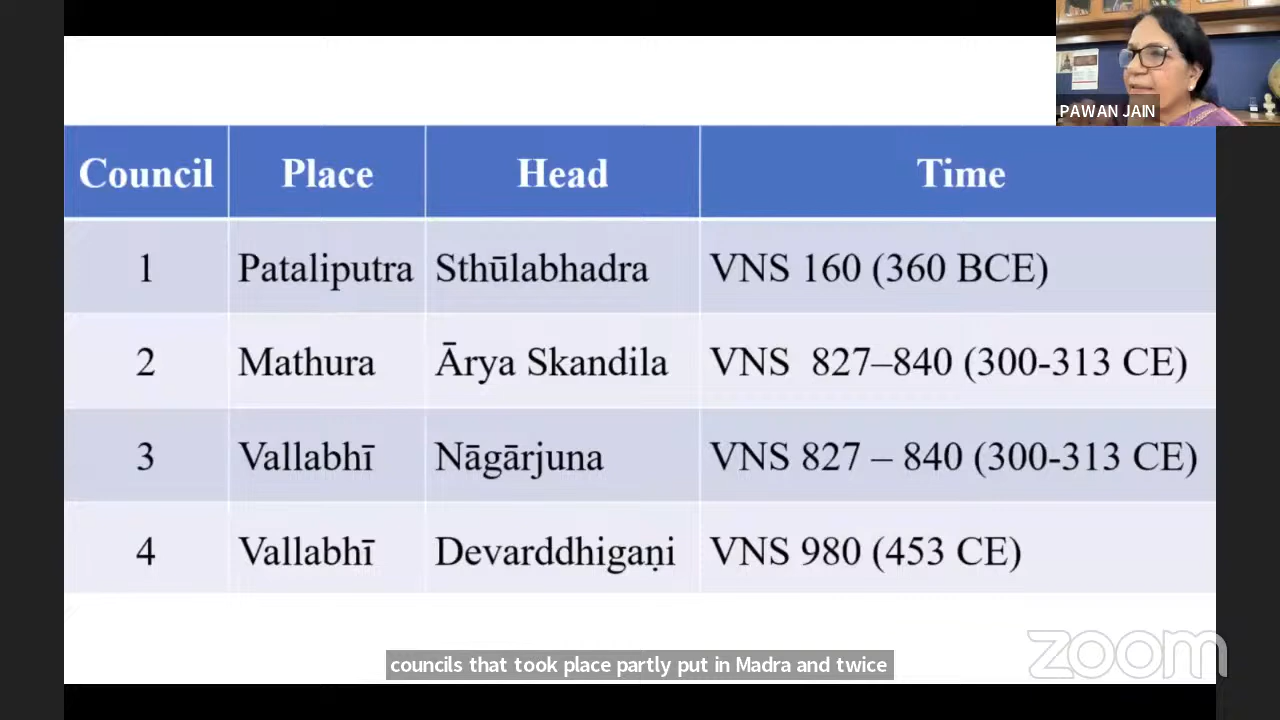 PAWAN JAIN
Council Place Head Time
1 Pataliputra Sthūlabhadra VNS 160 (360 BCE)
2 Mathura Ārya Skandila VNS 827–840 (300-313 CE)
3 Vallabhī Nāgārjuna VNS 827 – 840 (300-313 CE)
4 Vallabhī Devarddhigaṇi VNS 980 (453 CE)
councils that took place partly put in Madra and twice
zoom